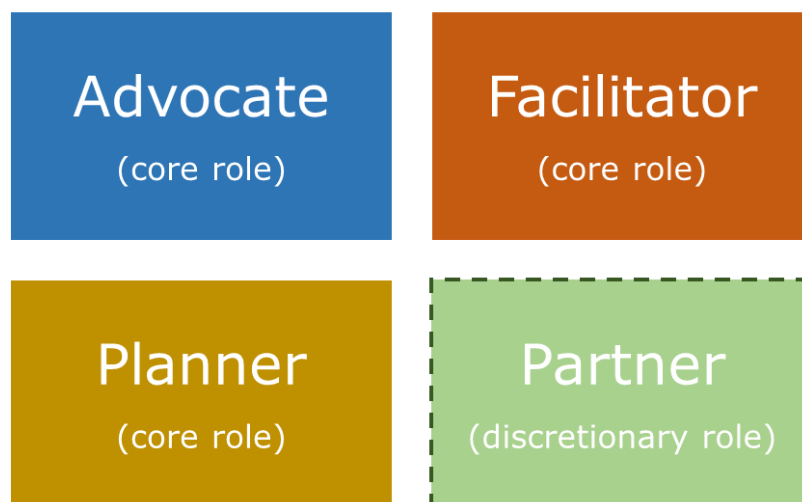 Advocate
(core role)
Facilitator
(core role)
Planner
(core role)
Partner
(discretionary role)